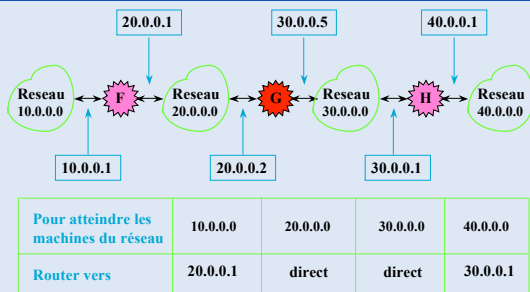 20.0.0.1 30.0.0.5 40.0.0.1
Reseau F Reseau G Reseau H Reseau
10.0.0.0 20.0.0.0 30.0.0.0 40.0.0.0
10.0.0.1 20.0.0.2 30.0.0.1
Pour atteindre les
machines du réseau 10.0.0.0 20.0.0.0 30.0.0.0 40.0.0.0
Router vers 20.0.0.1 direct direct 30.0.0.1